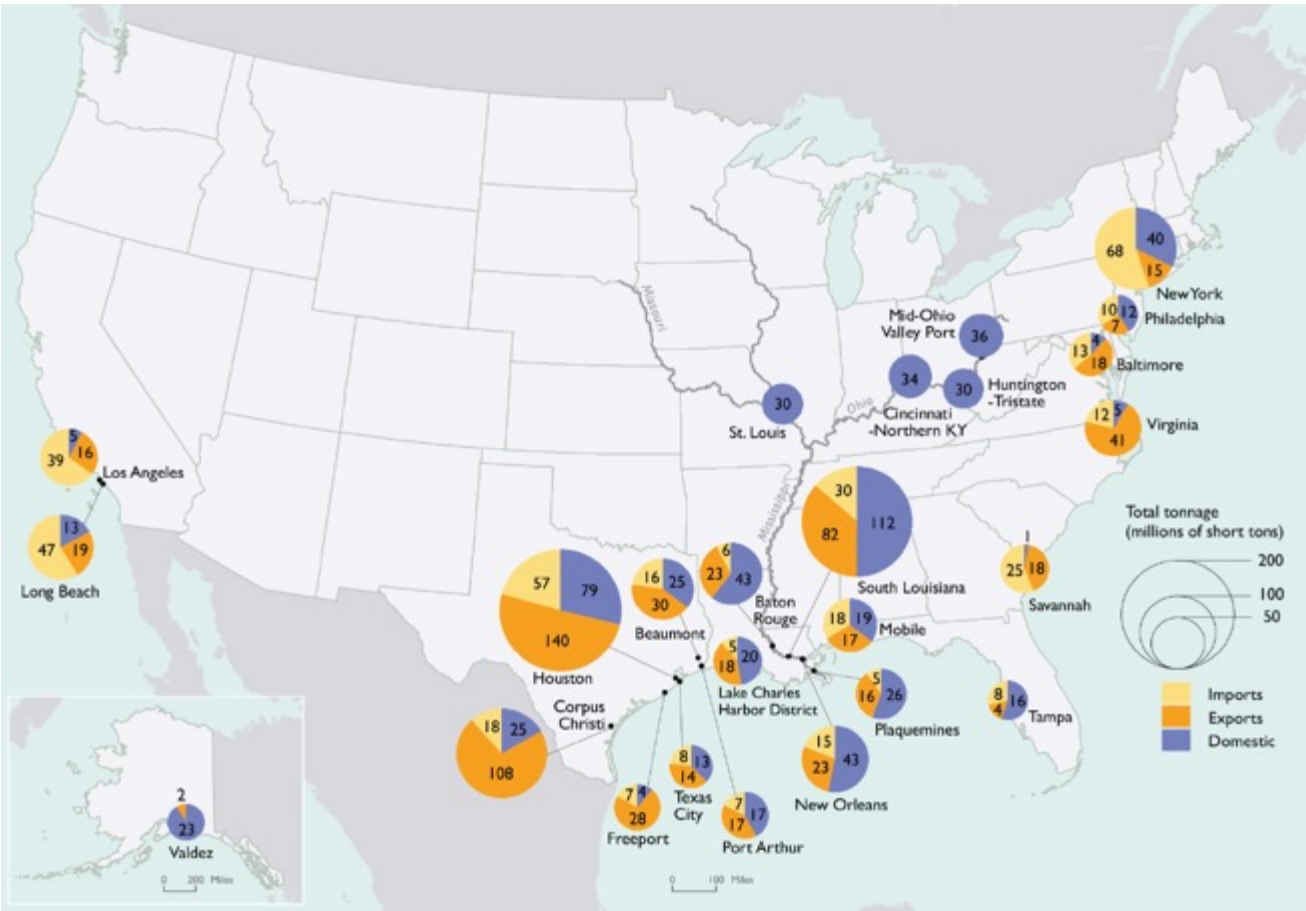 Missouri
Mississippi
Ohio
68
40
15
New York
10
12
7
Philadelphia
13
4
18
Baltimore
12
5
41
Virginia
Mid-Ohio
Valley Port
36
34
Cincinnati
-Northern KY
30
Huntington
-Tristate
30
St. Louis
5
16
39
Los Angeles
13
47
19
Long Beach
30
112
82
South Louisiana
1
25
18
Savannah
57
79
140
Houston
16
25
30
Beaumont
6
23
43
Baton
Rouge
18
19
17
Mobile
5
20
18
Lake Charles
Harbor District
5
26
16
Plaquemines
8
16
4
Tampa
Corpus
Christi
18
25
108
15
43
23
New Orleans
8
13
14
Texas
City
7
4
28
Freeport
7
17
17
Port Arthur
2
23
Valdez
0 200 Miles
0 100 Miles
Total tonnage
(millions of short tons)
200
100
50
Imports
Exports
Domestic